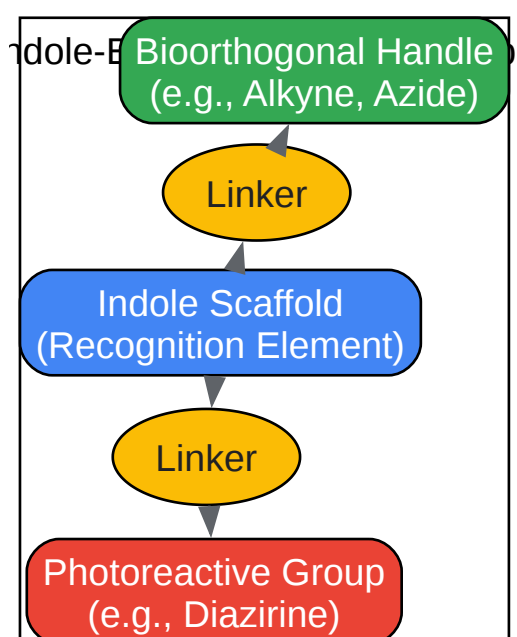 Bioorthogonal Handle
(e.g., Alkyne, Azide)
Linker
Indole Scaffold
(Recognition Element)
Linker
Photoreactive Group
(e.g., Diazirine)